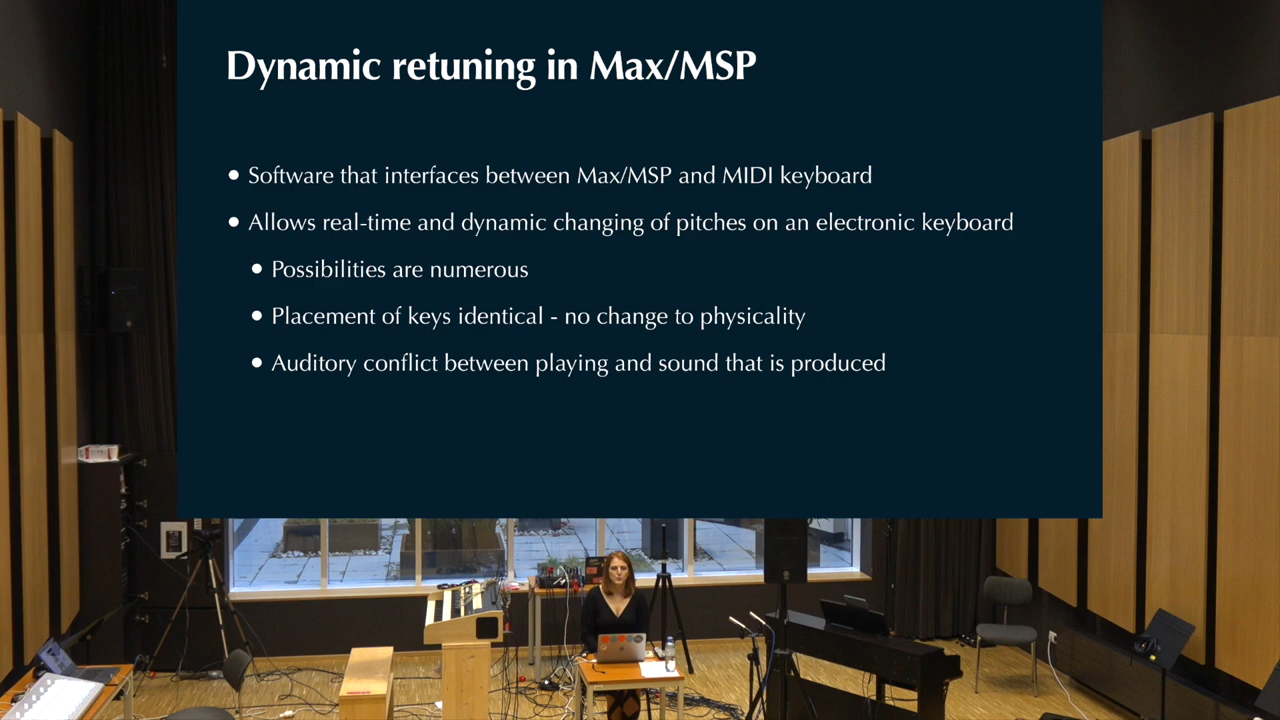 Dynamic retuning in Max/MSP
• Software that interfaces between Max/MSP and MIDI keyboard
• Allows real-time and dynamic changing of pitches on an electronic keyboard
• Possibilities are numerous
• Placement of keys identical - no change to physicality
• Auditory conflict between playing and sound that is produced